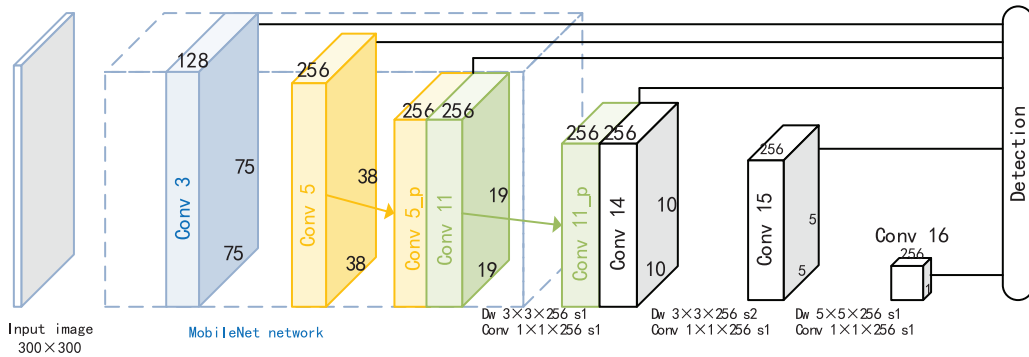 128
75
75
Conv 3
256
38
38
Conv 5
256
Conv 5_p
256
19
19
Conv 11
256
Conv 11_p
256
10
10
Conv 14
256
5
5
Conv 15
Conv 16
256
1
Detection
Input image
300×300
MobileNet network
Dw 3×3×256 s1
Conv 1×1×256 s1
Dw 3×3×256 s2
Conv 1×1×256 s1
Dw 5×5×256 s1
Conv 1×1×256 s1